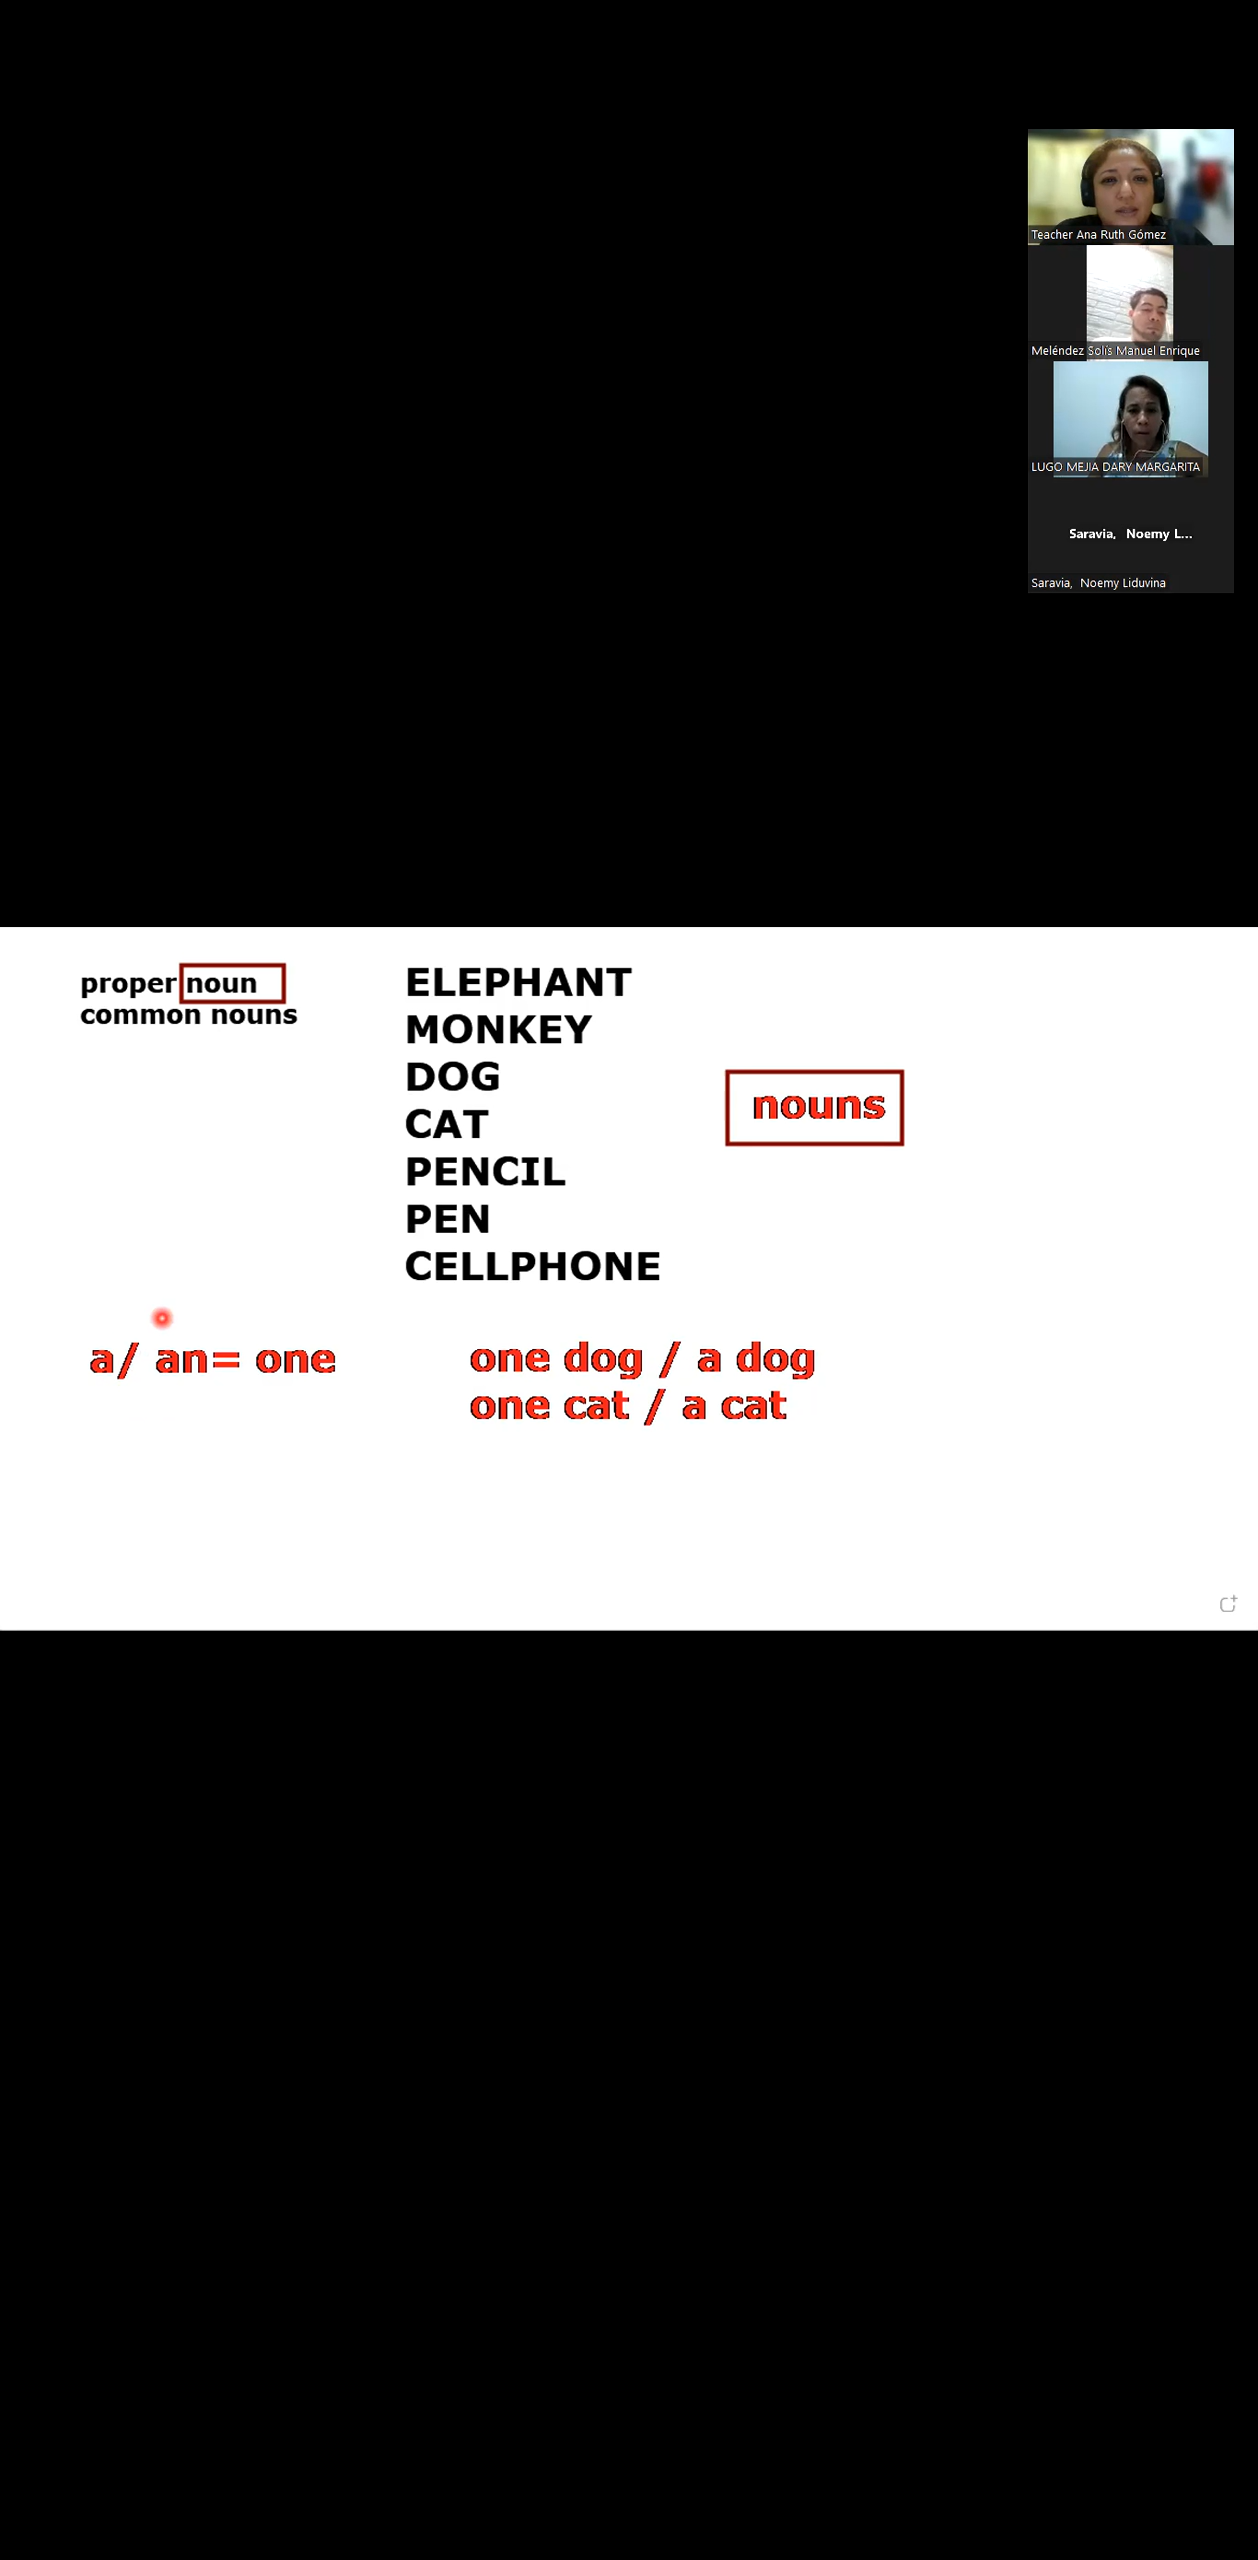 Teacher Ana Ruth Gómez
Meléndez Solís Manuel Enrique
LUGO MEJIA DARY MARGARITA
Saravia, Noemy L...
Saravia, Noemy Liduvina
proper noun
common nouns
ELEPHANT
MONKEY
DOG
CAT
PENCIL
PEN
CELLPHONE
nouns
a/ an= one
one dog / a dog
one cat / a cat